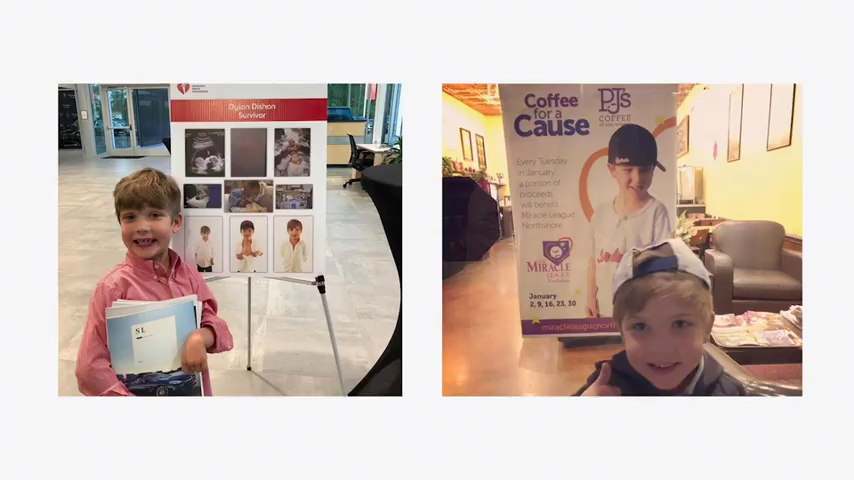 Dylan Dishon
Survivor
SL
Coffee
for a
Cause
PJ's
COFFEE
Every Tuesday
in January,
a portion of
proceeds
will benefit
Miracle League
Northshore
THE
MIRACLE
LEAGUE
January
2, 9, 16, 23, 30
miracleleaguenorth